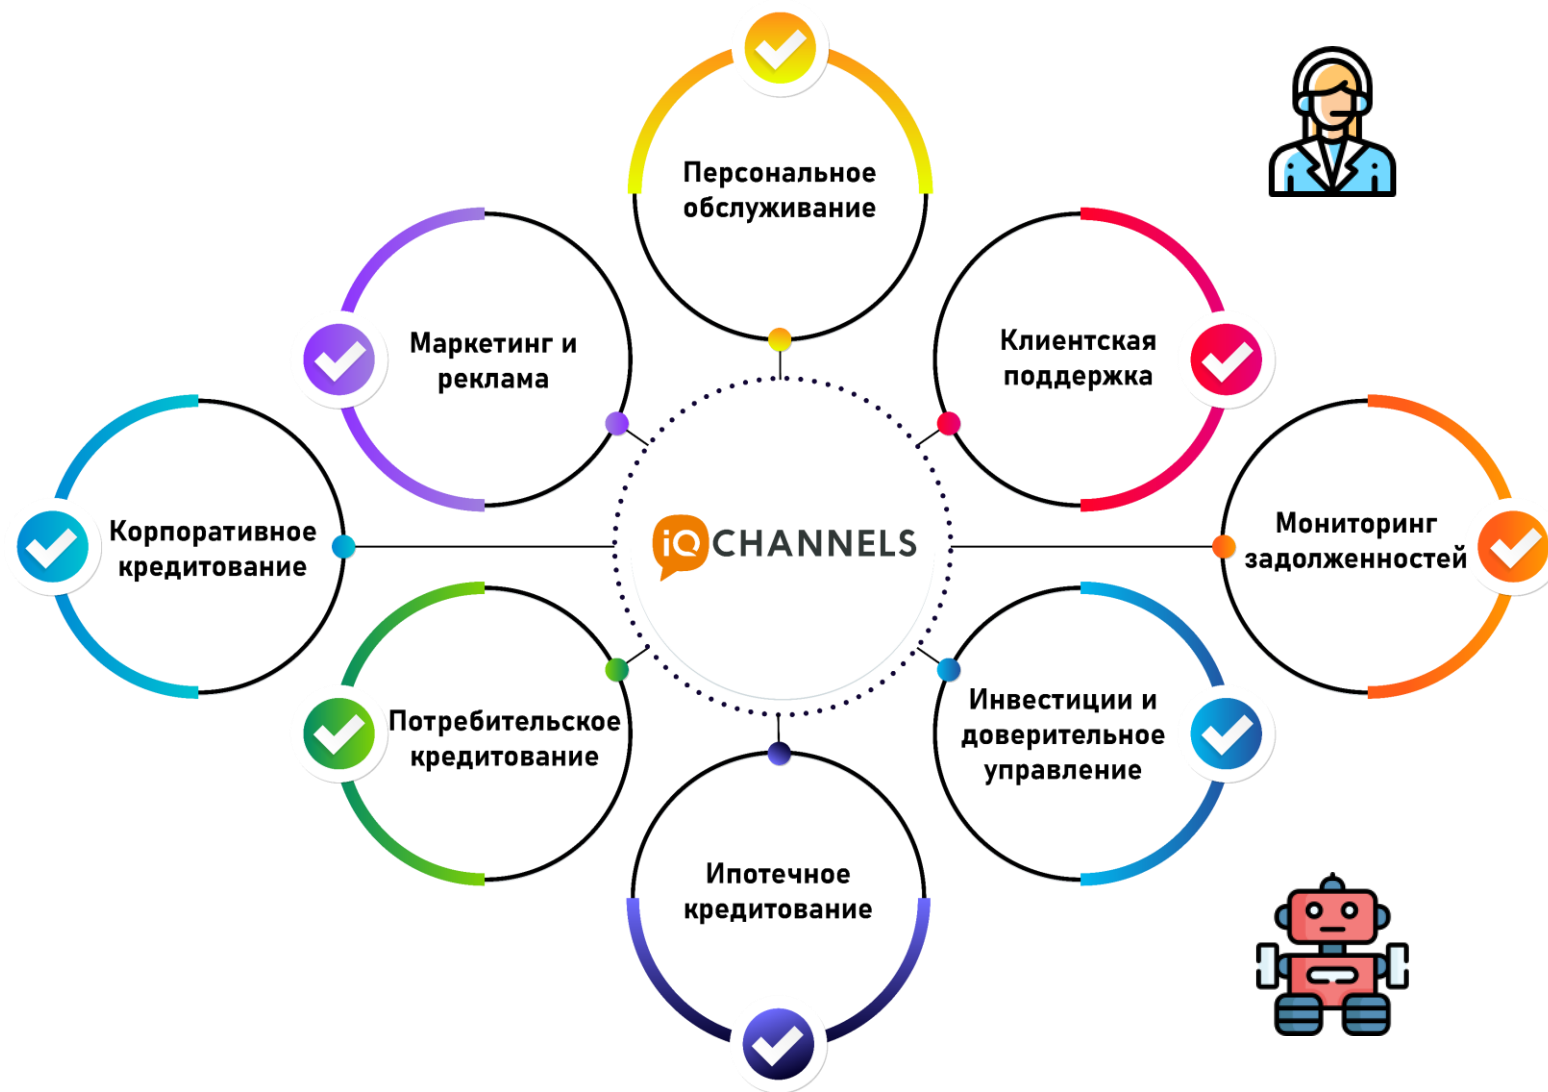 Персональное
обслуживание
Маркетинг и
реклама
Клиентская
поддержка
Корпоративное
кредитование
iQCHANNELS
Мониторинг
задолженностей
Потребительское
кредитование
Инвестиции и
доверительное
управление
Ипотечное
кредитование